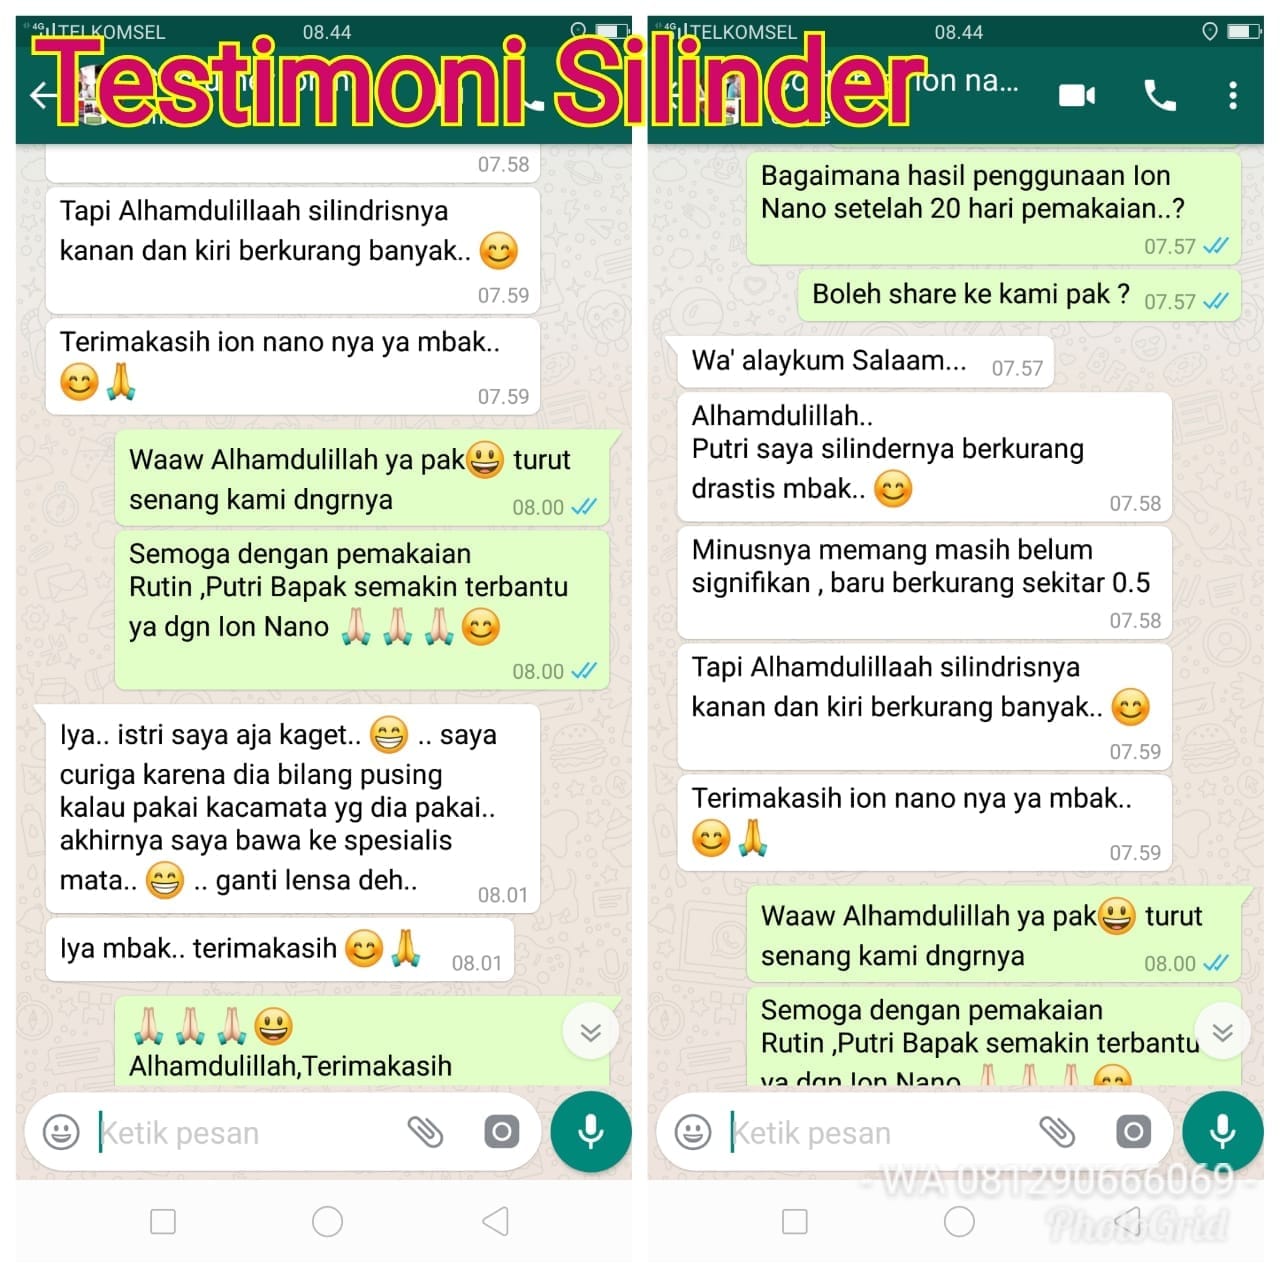 Testimoni Silinder
TELKOMSEL
08.44
07.58
Tapi Alhamdulillaah silindrisnya
kanan dan kiri berkurang banyak.. 😊
07.59
Terimakasih ion nano nya ya mbak..
😊🙏
07.59
Waaw Alhamdulillah ya pak😃 turut
senang kami dngrnya
08.00
Semoga dengan pemakaian
Rutin ,Putri Bapak semakin terbantu
ya dgn Ion Nano 🙏🏻🙏🏻🙏🏻😊
08.00
Iya.. istri saya aja kaget.. 😁 .. saya
curiga karena dia bilang pusing
kalau pakai kacamata yg dia pakai..
akhirnya saya bawa ke spesialis
mata.. 😁 .. ganti lensa deh..
08.01
Iya mbak.. terimakasih 😊🙏
08.01
🙏🏻🙏🏻🙏🏻😃
Alhamdulillah,Terimakasih
Ketik pesan
TELKOMSEL
08.44
ion na...
Bagaimana hasil penggunaan Ion
Nano setelah 20 hari pemakaian..?
07.57
Boleh share ke kami pak ?
07.57
Wa' alaykum Salaam...
07.57
Alhamdulillah..
Putri saya silindernya berkurang
drastis mbak.. 😊
07.58
Minusnya memang masih belum
signifikan , baru berkurang sekitar 0.5
07.58
Tapi Alhamdulillaah silindrisnya
kanan dan kiri berkurang banyak.. 😊
07.59
Terimakasih ion nano nya ya mbak..
😊🙏
07.59
Waaw Alhamdulillah ya pak😃 turut
senang kami dngrnya
08.00
Semoga dengan pemakaian
Rutin ,Putri Bapak semakin terbantu
ya dgn Ion Nano 🙏🏻🙏🏻🙏🏻😊
Ketik pesan
- WA 081290666069 -
PhotoGrid